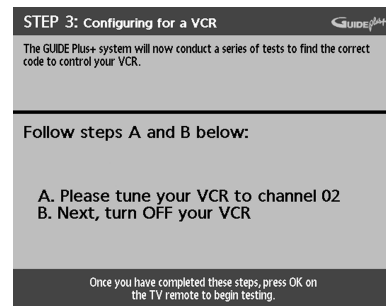 STEP 3: Configuring for a VCR GUIDE Plus+
The GUIDE Plus+ system will now conduct a series of tests to find the correct
code to control your VCR.
Follow steps A and B below:
A. Please tune your VCR to channel 02
B. Next, turn OFF your VCR
Once you have completed these steps, press OK on
the TV remote to begin testing.